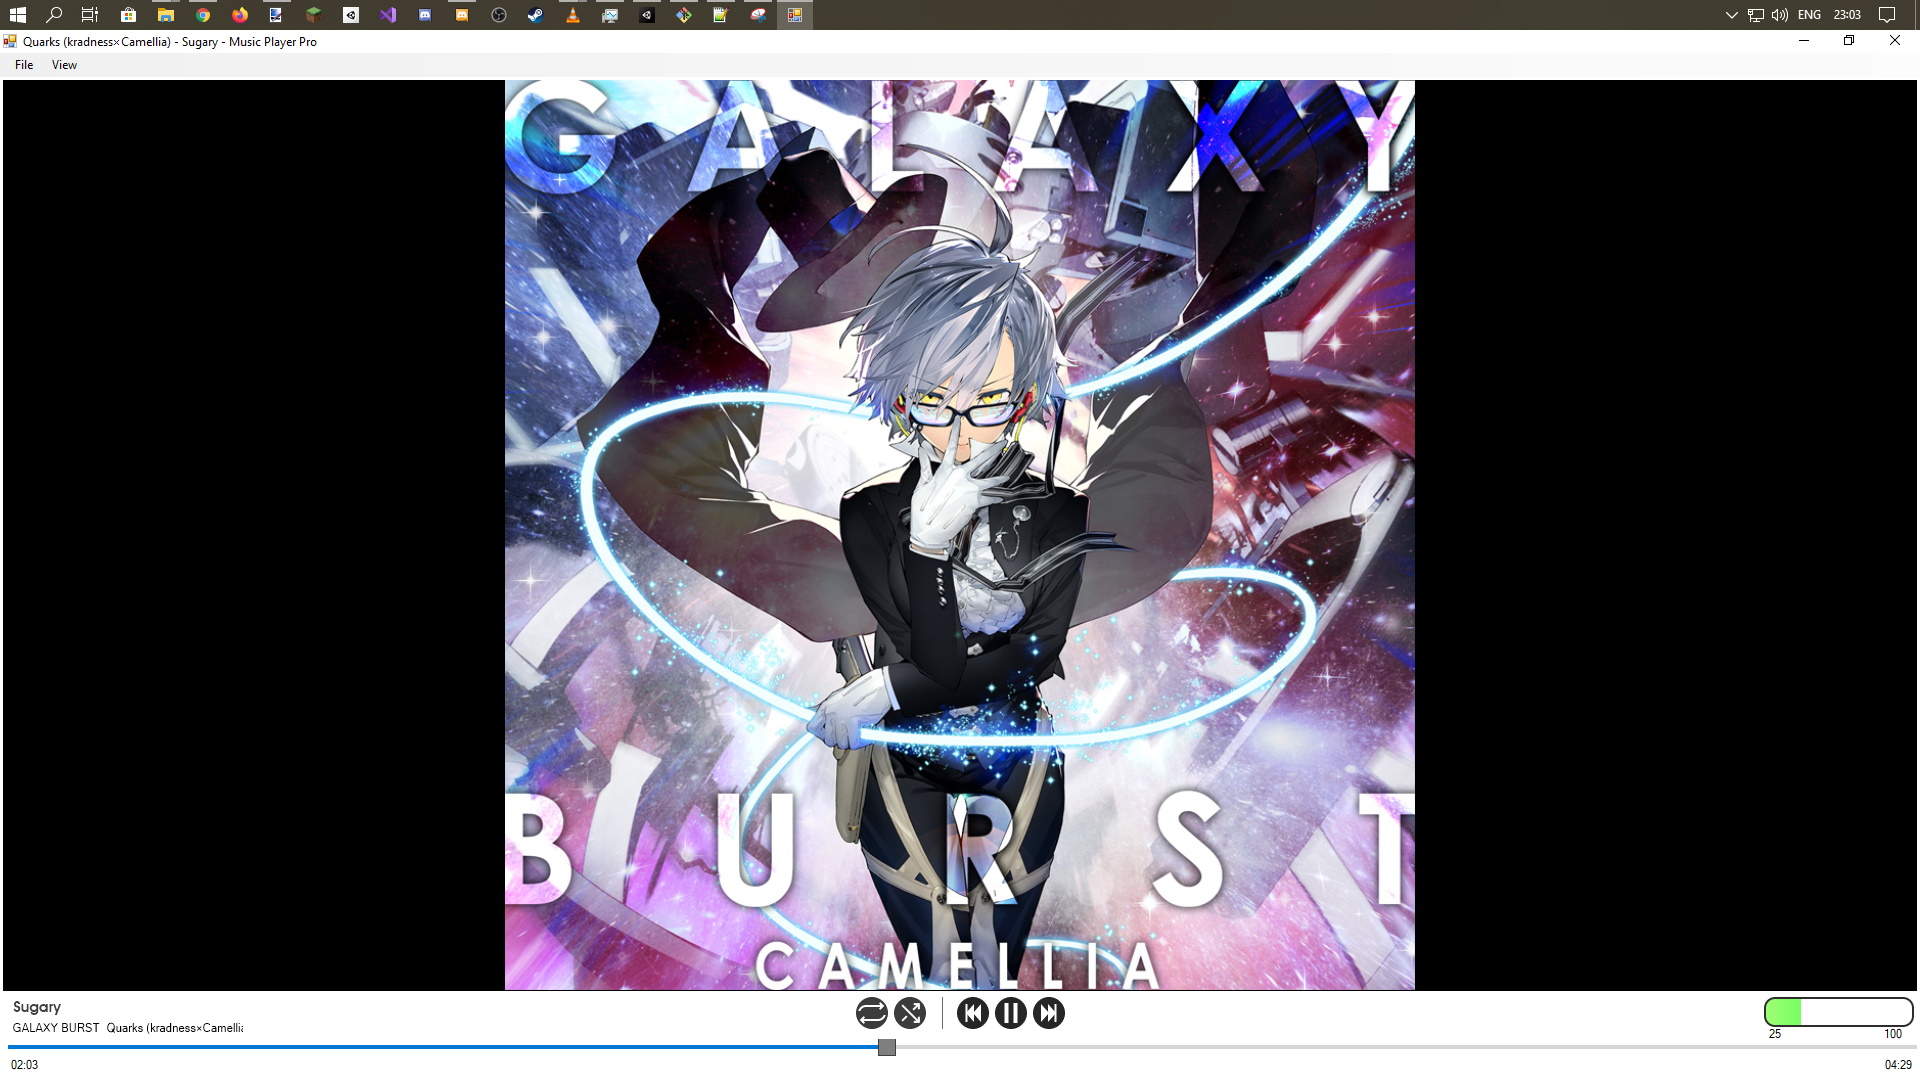 ENG 23:03
Quarks (kradness×Camellia) - Sugary - Music Player Pro
File View
GALAXY
BURST
CAMELLIA
Sugary
GALAXY BURST Quarks (kradness×Camellia
25 100
02:03 04:29